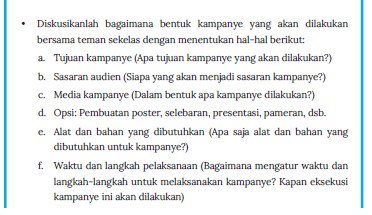 • Diskusikanlah bagaimana bentuk kampanye yang akan dilakukan
bersama teman sekelas dengan menentukan hal-hal berikut:
a. Tujuan kampanye (Apa tujuan kampanye yang akan dilakukan?)
b. Sasaran audien (Siapa yang akan menjadi sasaran kampanye?)
c. Media kampanye (Dalam bentuk apa kampanye dilakukan?)
d. Opsi: Pembuatan poster, selebaran, presentasi, pameran, dsb.
e. Alat dan bahan yang dibutuhkan (Apa saja alat dan bahan yang
dibutuhkan untuk kampanye?)
f. Waktu dan langkah pelaksanaan (Bagaimana mengatur waktu dan
langkah-langkah untuk melaksanakan kampanye? Kapan eksekusi
kampanye ini akan dilakukan)